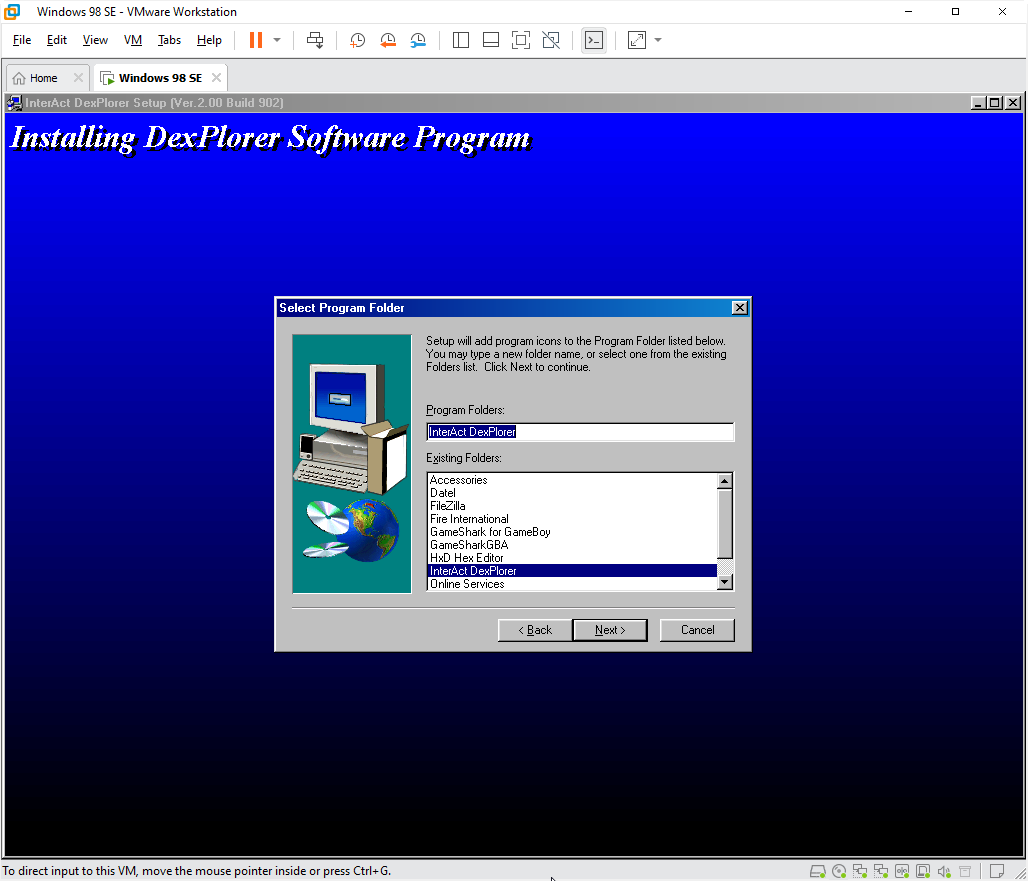 Windows 98 SE - VMware Workstation
File Edit View VM Tabs Help
Home Windows 98 SE
InterAct DexPlorer Setup (Ver.2.00 Build 902)
Installing DexPlorer Software Program
Select Program Folder
Setup will add program icons to the Program Folder listed below.
You may type a new folder name, or select one from the existing
Folders list. Click Next to continue.
Program Folders:
InterAct DexPlorer
Existing Folders:
Accessories
Datel
FileZilla
Fire International
GameShark for GameBoy
GameSharkGBA
HxD Hex Editor
InterAct DexPlorer
Online Services
< Back Next > Cancel
To direct input to this VM, move the mouse pointer inside or press Ctrl+G.